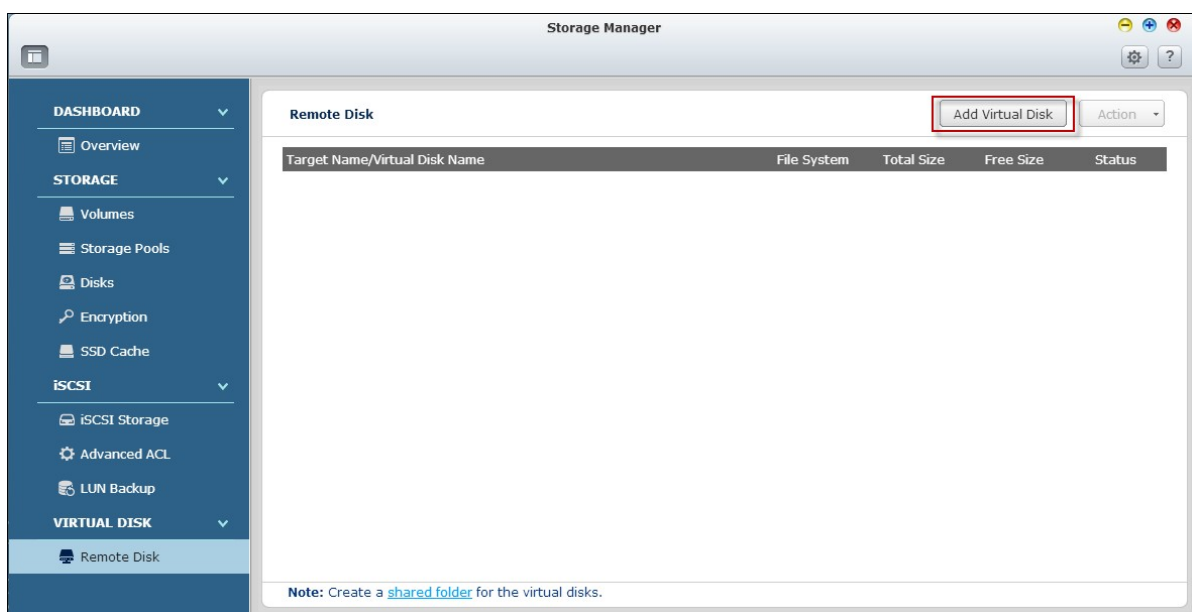 Storage Manager
?
DASHBOARD
Overview
STORAGE
Volumes
Storage Pools
Disks
Encryption
SSD Cache
iSCSI
iSCSI Storage
Advanced ACL
LUN Backup
VIRTUAL DISK
Remote Disk
Remote Disk
Add Virtual Disk
Action
Target Name/Virtual Disk Name File System Total Size Free Size Status
Note: Create a shared folder for the virtual disks.